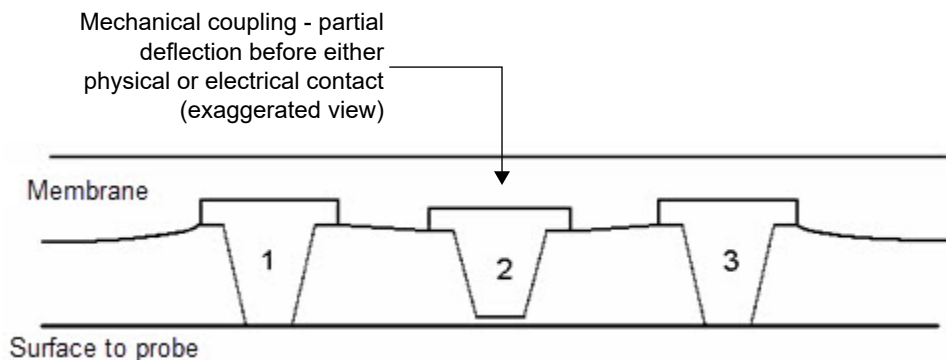 Mechanical coupling - partial
deflection before either
physical or electrical contact
(exaggerated view)
Membrane
1
2
3
Surface to probe